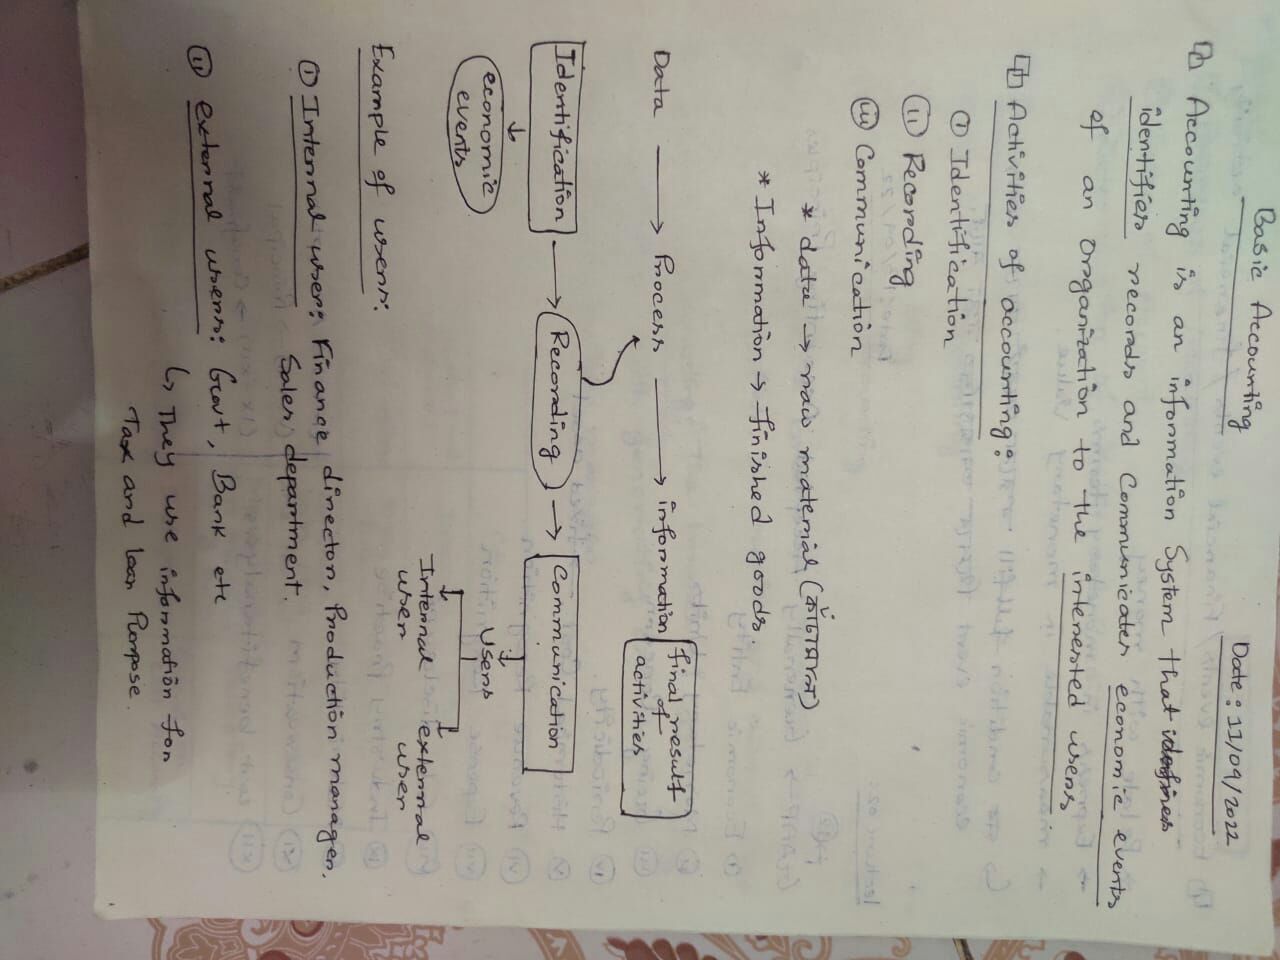 Basic Accounting
Date: 11/09/2022
Accounting is an information System that
identifies records and Communicates economic events
of an Organization to the interested users.
Activities of accounting:
(i) Identification
(ii) Recording
(iii) Communication
* data → raw material (কাঁচামাল)
* Information → finished goods.
Data → Process → information final result of activities
Identification → Recording → Communication
↓ economic events
↓ Users
Internal user external user
Example of users:
(i) Internal user: Finance director, Production manager,
Sales department.
(ii) external users: Govt, Bank etc
↳ They use information for
Tax and loan Purpose.